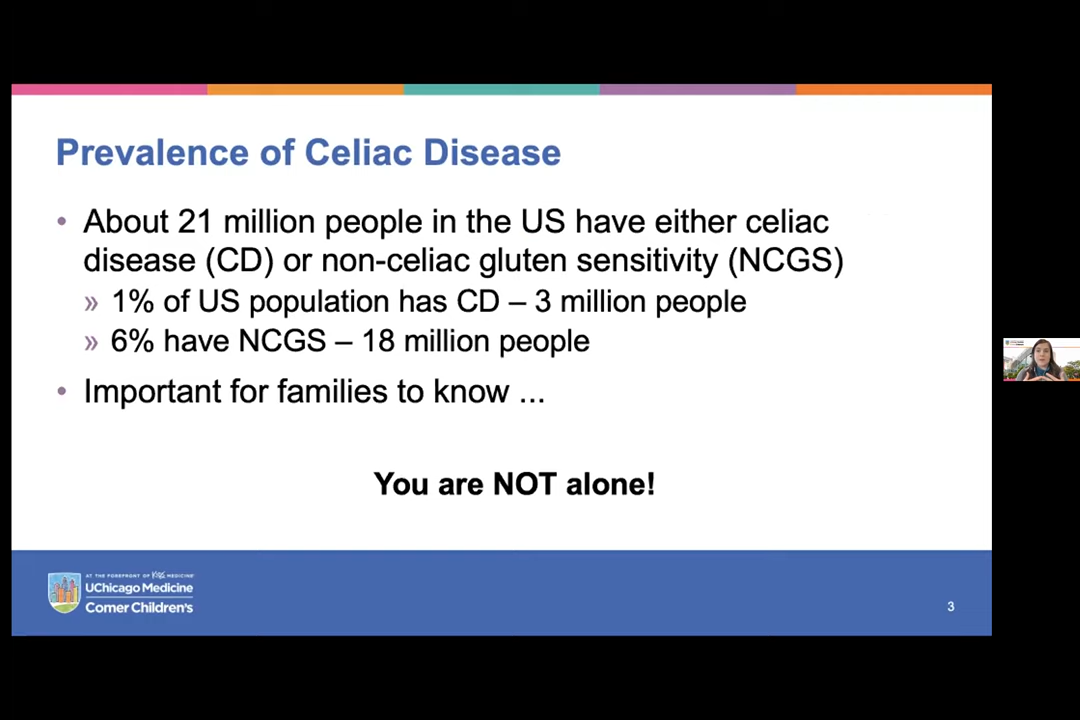 Prevalence of Celiac Disease
• About 21 million people in the US have either celiac
disease (CD) or non-celiac gluten sensitivity (NCGS)
» 1% of US population has CD – 3 million people
» 6% have NCGS – 18 million people
• Important for families to know ...
You are NOT alone!
AT THE FOREFRONT OF Kids MEDICINE
UChicago Medicine
Comer Children's
3